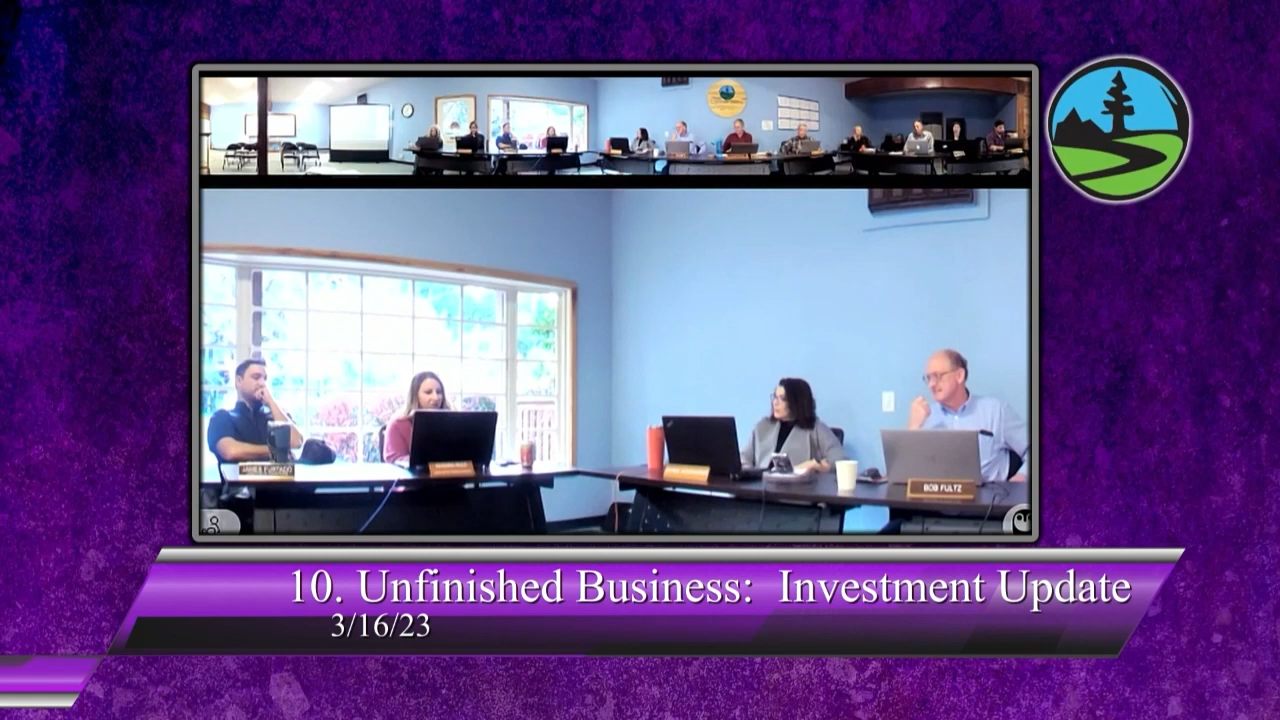 JAMES FURTADO
BOB FULTZ
10. Unfinished Business:  Investment Update
3/16/23